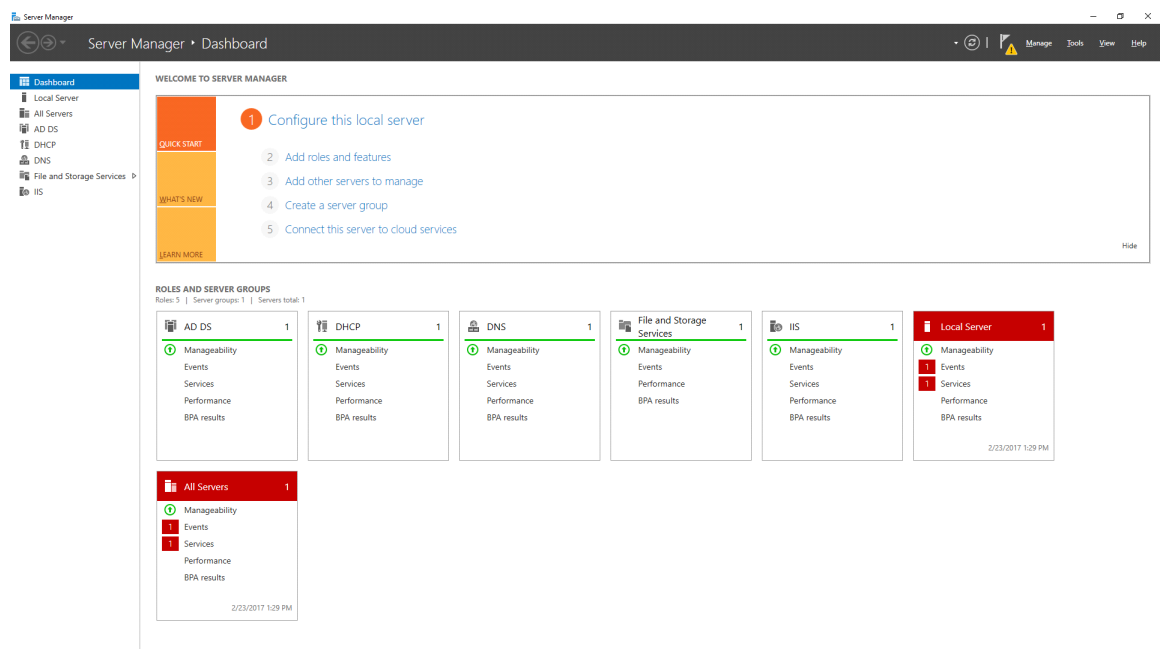 Server Manager
Server Manager • Dashboard
Manage Tools View Help
Dashboard
Local Server
All Servers
AD DS
DHCP
DNS
File and Storage Services
IIS
WELCOME TO SERVER MANAGER
QUICK START
WHAT'S NEW
LEARN MORE
1 Configure this local server
2 Add roles and features
3 Add other servers to manage
4 Create a server group
5 Connect this server to cloud services
Hide
ROLES AND SERVER GROUPS
Roles: 5 | Server groups: 1 | Servers total: 1
AD DS 1
Manageability
Events
Services
Performance
BPA results
DHCP 1
Manageability
Events
Services
Performance
BPA results
DNS 1
Manageability
Events
Services
Performance
BPA results
File and Storage
Services 1
Manageability
Events
Performance
BPA results
IIS 1
Manageability
Events
Services
Performance
BPA results
Local Server 1
Manageability
1 Events
1 Services
Performance
BPA results
2/23/2017 1:29 PM
All Servers 1
Manageability
1 Events
1 Services
Performance
BPA results
2/23/2017 1:29 PM